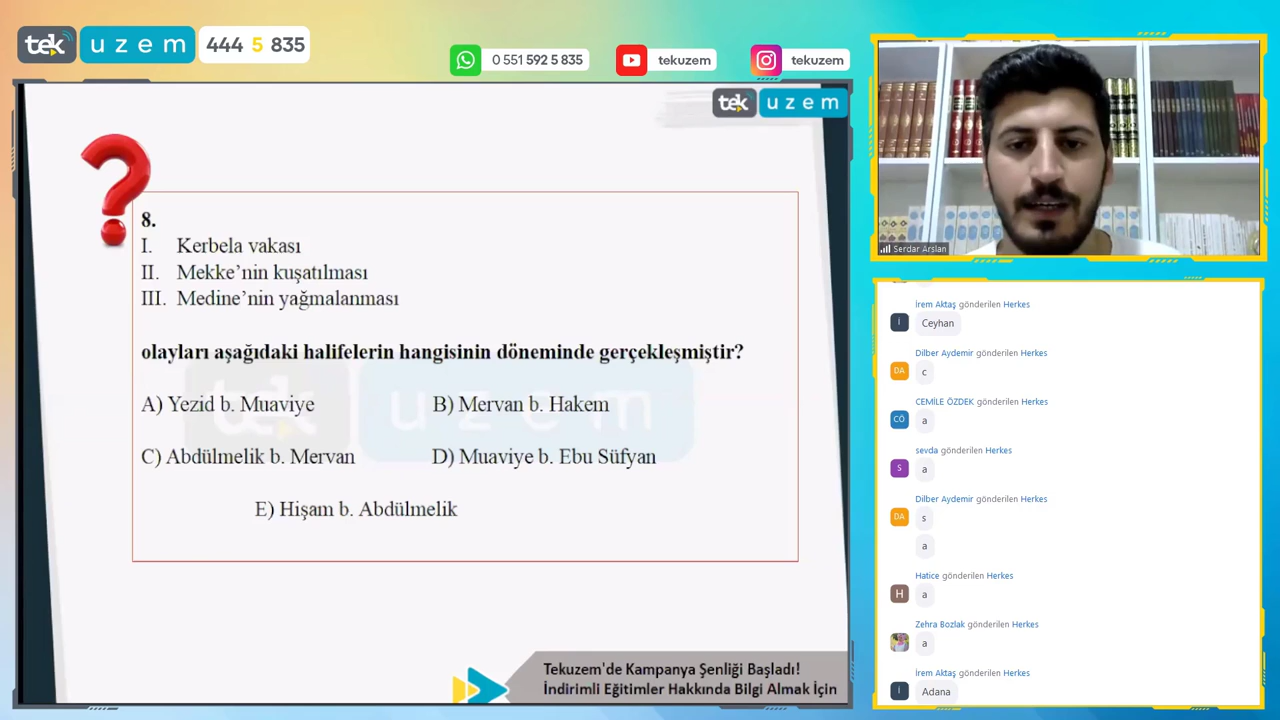 tek uzem 444 5 835
0 551 592 5 835
tekuzem
tekuzem
tek uzem
8.
I. Kerbela vakası
II. Mekke’nin kuşatılması
III. Medine’nin yağmalanması
olayları aşağıdaki halifelerin hangisinin döneminde gerçekleşmiştir?
A) Yezid b. Muaviye B) Mervan b. Hakem
C) Abdülmelik b. Mervan D) Muaviye b. Ebu Süfyan
E) Hişam b. Abdülmelik
uzem
Tekuzem'de Kampanya Şenliği Başladı!
İndirimli Eğitimler Hakkında Bilgi Almak İçin
Serdar Arslan
İrem Aktaş gönderilen Herkes
İ Ceyhan
Dilber Aydemir gönderilen Herkes
DA c
CEMİLE ÖZDEK gönderilen Herkes
CÖ a
sevda gönderilen Herkes
S a
Dilber Aydemir gönderilen Herkes
DA s
a
Hatice gönderilen Herkes
H a
Zehra Bozlak gönderilen Herkes
a
İrem Aktaş gönderilen Herkes
İ Adana